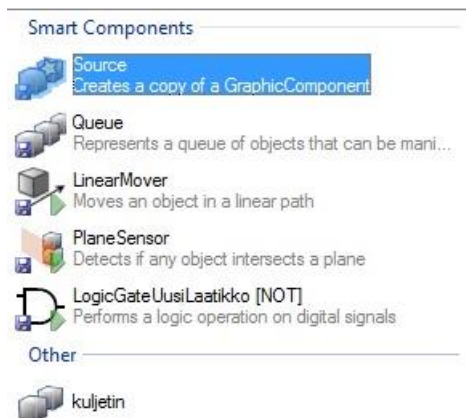 Smart Components
Source
Creates a copy of a GraphicComponent
Queue
Represents a queue of objects that can be mani...
LinearMover
Moves an object in a linear path
PlaneSensor
Detects if any object intersects a plane
LogicGateUusiLaatikko [NOT]
Performs a logic operation on digital signals
Other
kuljetin